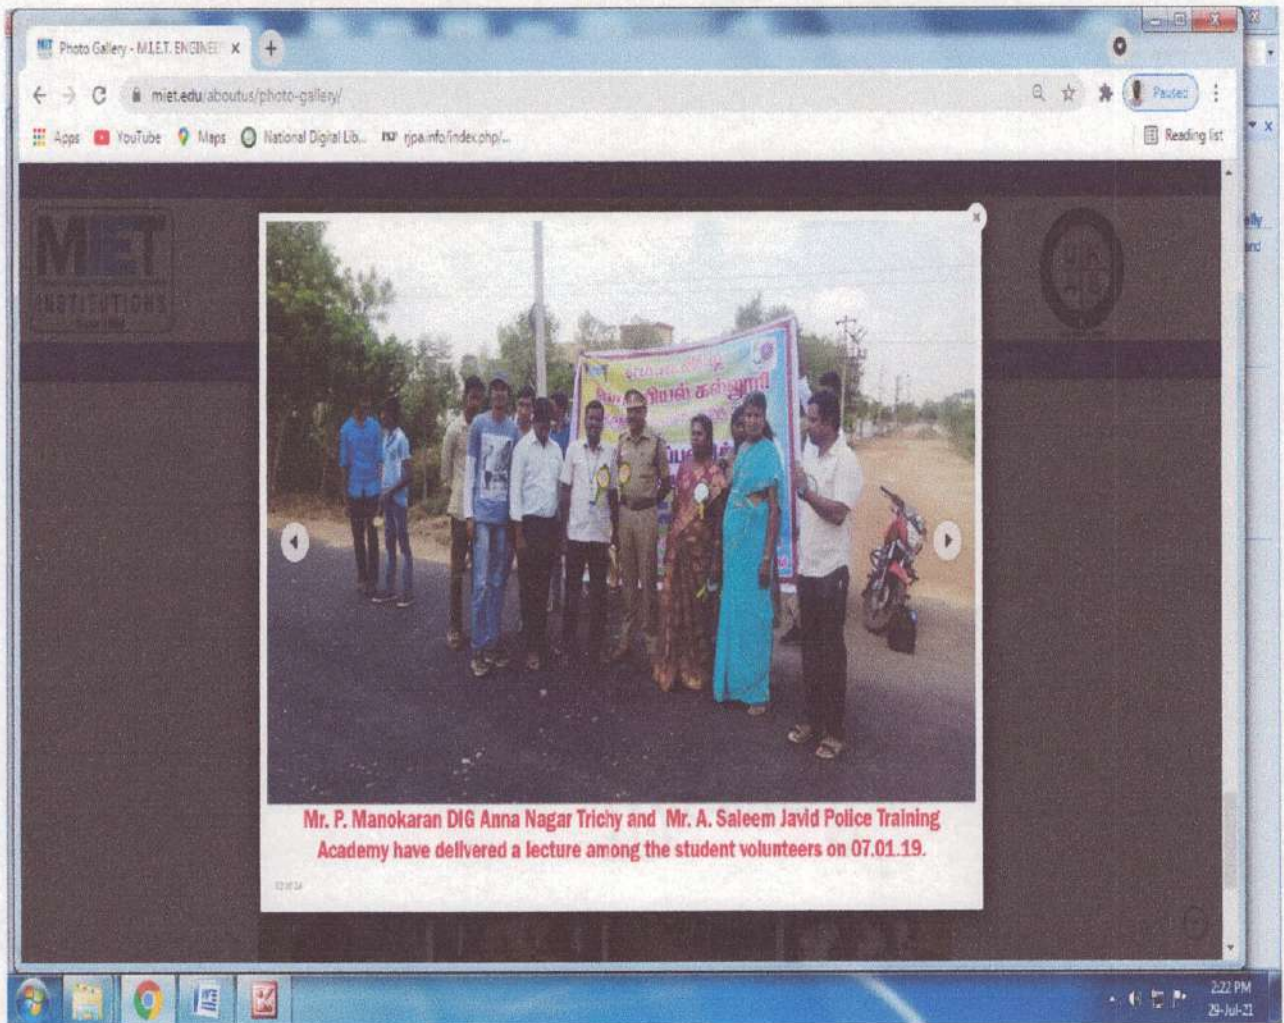 Photo Gallery - M.I.E.T. ENGINEE
miet.edu/aboutus/photo-gallery/
Paused
Apps
YouTube
Maps
National Digital Lib...
rjpa.info/index.php/...
Reading list
MIET
INSTITUTIONS
கல்லூரி
Mr. P. Manokaran DIG Anna Nagar Trichy and Mr. A. Saleem Javid Police Training
Academy have delivered a lecture among the student volunteers on 07.01.19.
2:22 PM
29-Jul-21